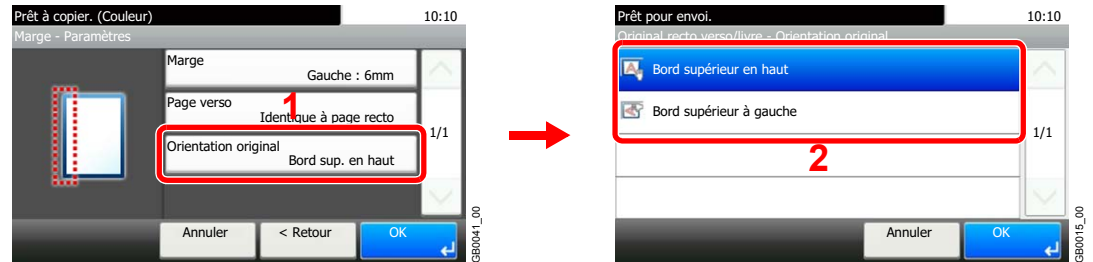 Prêt à copier. (Couleur)
10:10
Marge - Paramètres
Marge
Gauche : 6mm
Page verso
Identique à page recto
1
Orientation original
Bord sup. en haut
1/1
Annuler
< Retour
OK
GB0041_00
Prêt pour envoi.
10:10
Original recto verso/livre - Orientation original
A
Bord supérieur en haut
Bord supérieur à gauche
1/1
2
Annuler
OK
GB0015_00